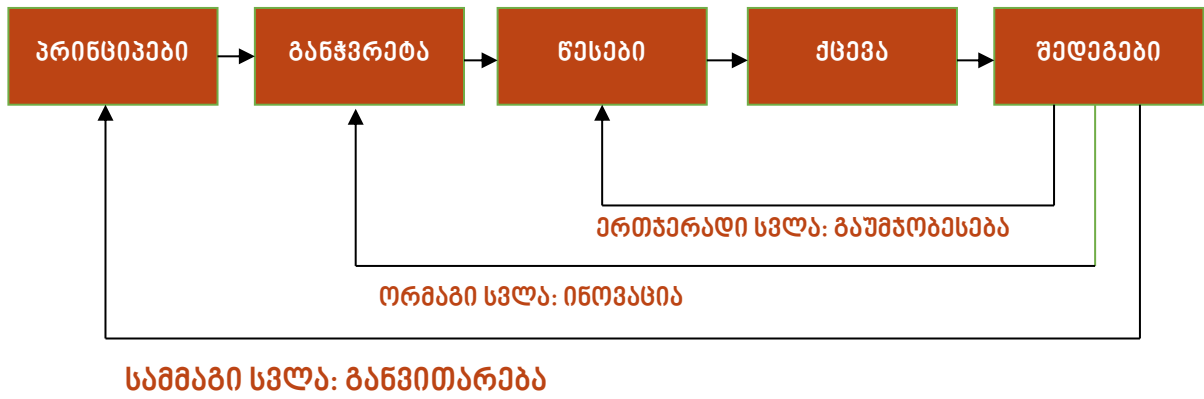 პრინციპები
განჭვრეტა
წესები
ქცევა
შედეგები
ერთჯერადი სვლა: გაუმჯობესება
ორმაგი სვლა: ინოვაცია
სამმაგი სვლა: განვითარება